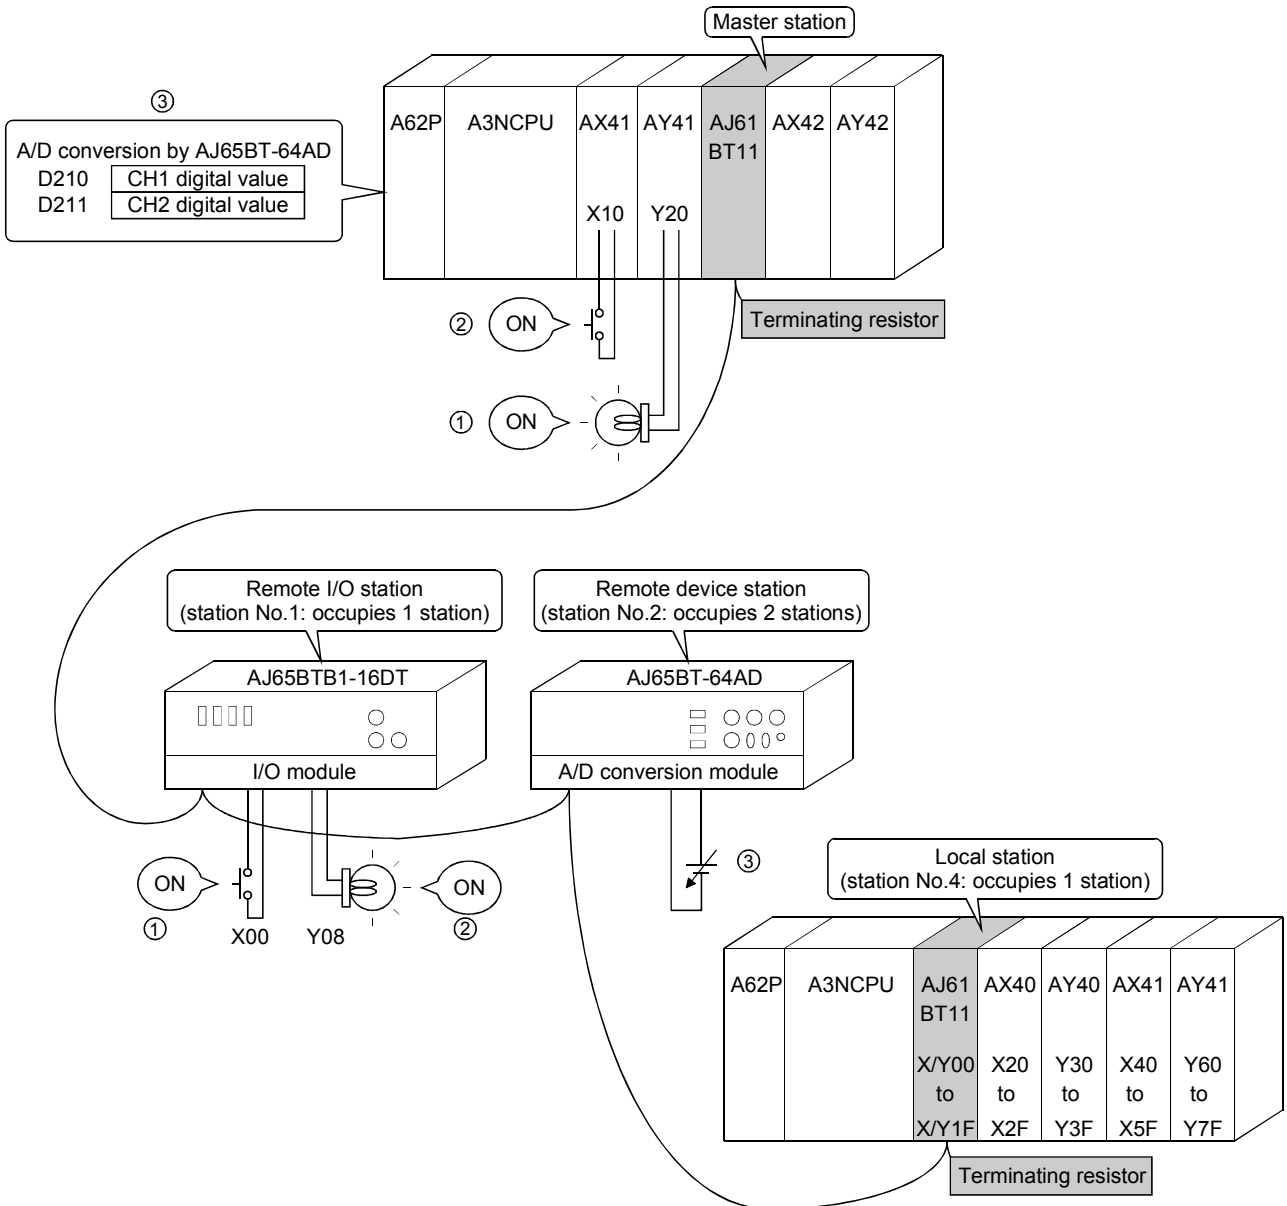 Master station
③
A/D conversion by AJ65BT-64AD
D210 CH1 digital value
D211 CH2 digital value
A62P A3NCPU AX41 AY41 AJ61 AX42 AY42
BT11
X10 Y20
② ON
Terminating resistor
① ON
Remote I/O station
(station No.1: occupies 1 station)
Remote device station
(station No.2: occupies 2 stations)
AJ65BTB1-16DT
I/O module
AJ65BT-64AD
A/D conversion module
ON
①
X00 Y08
ON
②
③
Local station
(station No.4: occupies 1 station)
A62P A3NCPU AJ61 AX40 AY40 AX41 AY41
BT11
X/Y00 X20 Y30 X40 Y60
to to to to to
X/Y1F X2F Y3F X5F Y7F
Terminating resistor